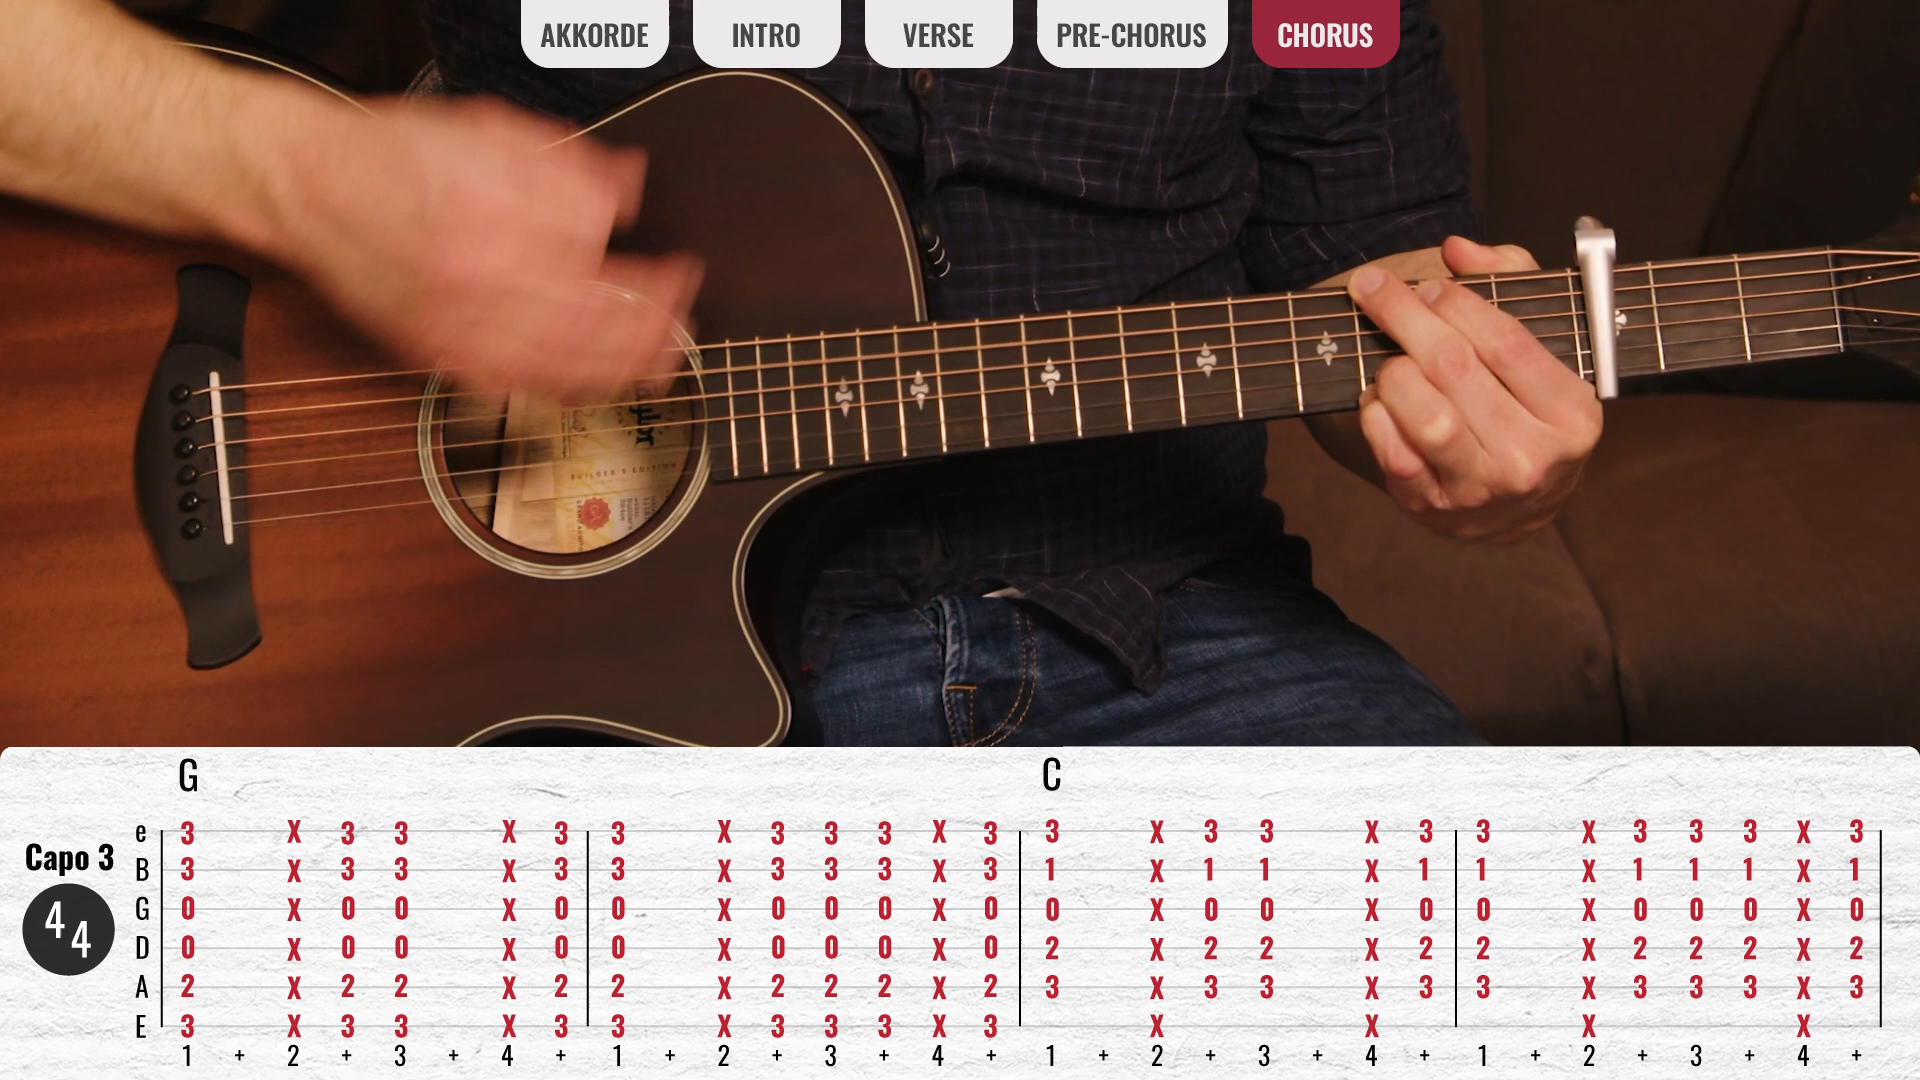 AKKORDE INTRO VERSE PRE-CHORUS CHORUS
BUILDER'S EDITION
G C
Capo 3
4 4
e 3 X 3 3 X 3 3 X 3 3 3 X 3 3 X 3 3 X 3 3 X 3 3 3 X 3
B 3 X 3 3 X 3 3 X 3 3 3 X 3 1 X 1 1 X 1 1 X 1 1 1 X 1
G 0 X 0 0 X 0 0 X 0 0 0 X 0 0 X 0 0 X 0 0 X 0 0 0 X 0
D 0 X 0 0 X 0 0 X 0 0 0 X 0 2 X 2 2 X 2 2 X 2 2 2 X 2
A 2 X 2 2 X 2 2 X 2 2 2 X 2 3 X 3 3 X 3 3 X 3 3 3 X 3
E 3 X 3 3 X 3 3 X 3 3 3 X 3 X X X X
1 + 2 + 3 + 4 + 1 + 2 + 3 + 4 + 1 + 2 + 3 + 4 + 1 + 2 + 3 + 4 +